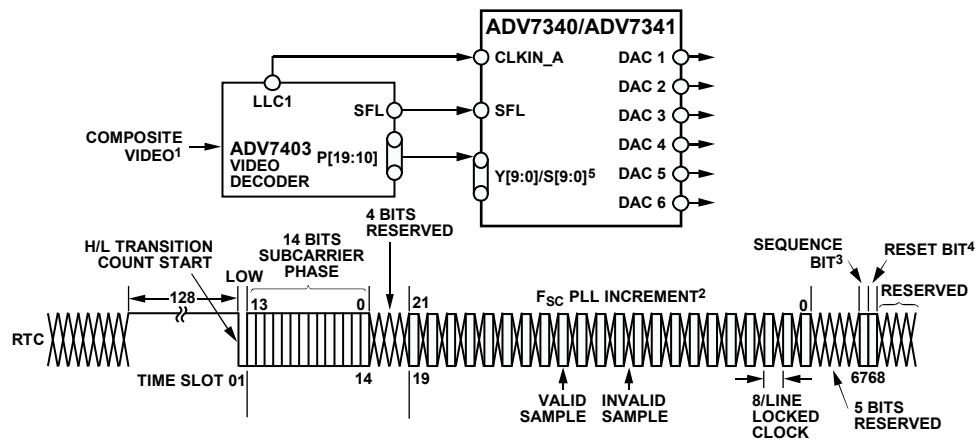 ADV7340/ADV7341
CLKIN_A
DAC 1
LLC1
DAC 2
SFL
SFL
DAC 3
COMPOSITE
VIDEO1
ADV7403
VIDEO
DECODER
P[19:10]
DAC 4
Y[9:0]/S[9:0]5
DAC 5
DAC 6
H/L TRANSITION
COUNT START
LOW
14 BITS
SUBCARRIER
PHASE
4 BITS
RESERVED
SEQUENCE
BIT3
RESET BIT4
RESERVED
128
13
0
21
FSC PLL INCREMENT2
0
RTC
TIME SLOT 01
14
19
6768
VALID
SAMPLE
INVALID
SAMPLE
8/LINE
LOCKED
CLOCK
5 BITS
RESERVED